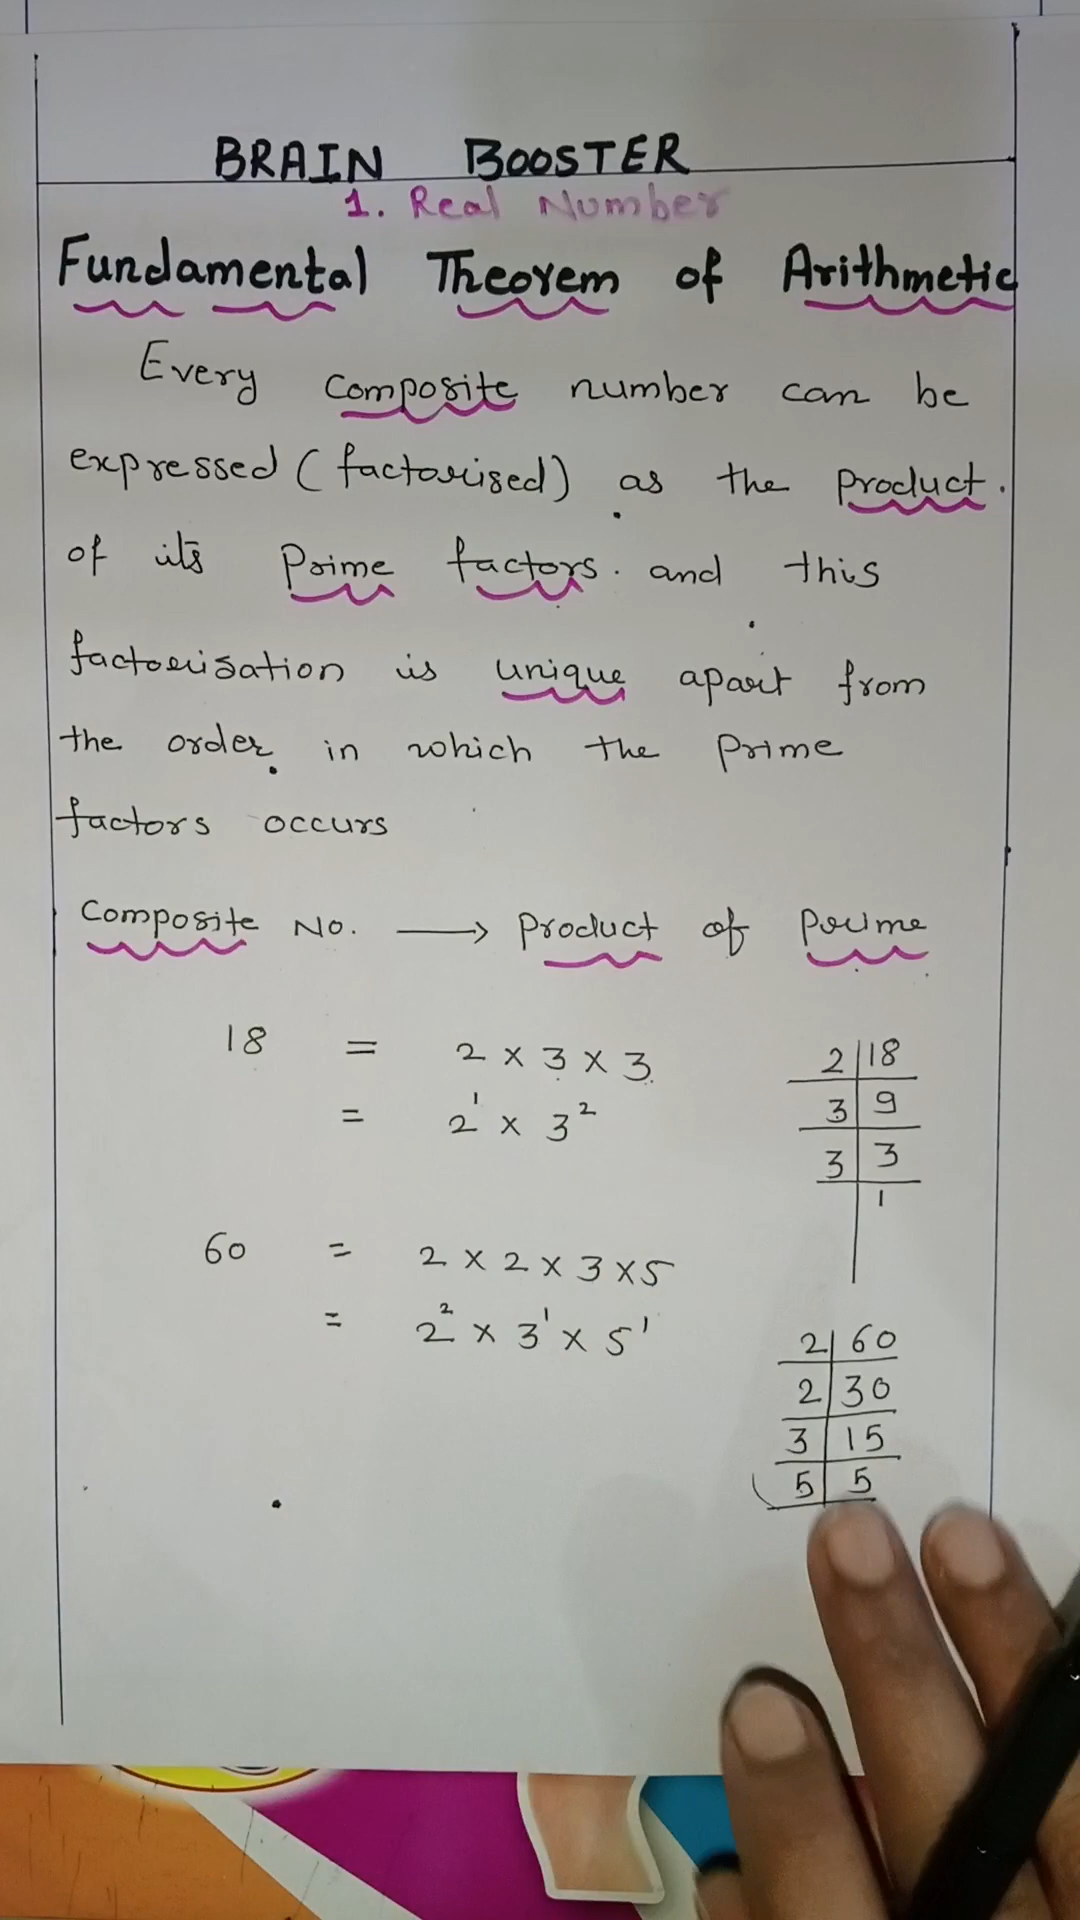 BRAIN BOOSTER
1. Real Number
Fundamental Theorem of Arithmetic
Every composite number can be
expressed (factorised) as the product.
of its Prime factors. and this
factorisation is unique apart from
the order in which the prime
factors occurs
Composite No. → Product of Prime
18 = 2 × 3 × 3
= 2¹ × 3²
2 | 18
3 | 9
3 | 3
1
60 = 2 × 2 × 3 × 5
= 2² × 3¹ × 5¹
2 | 60
2 | 30
3 | 15
5 | 5